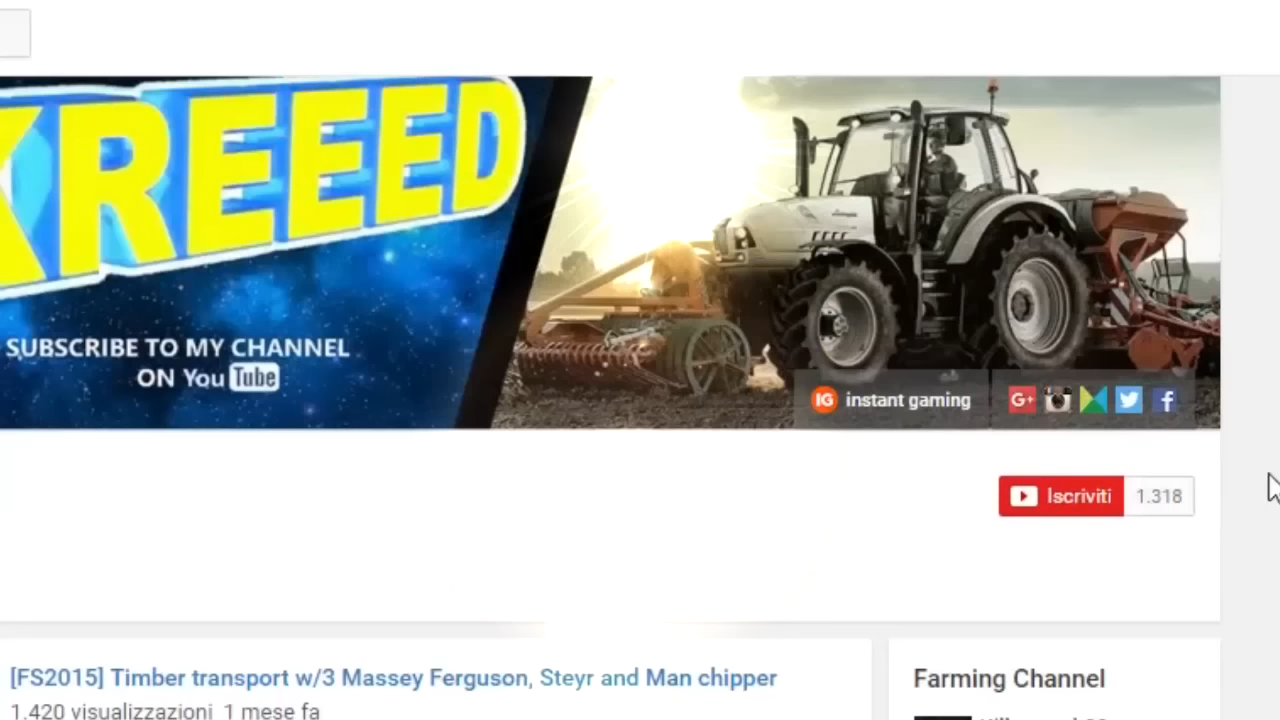 KREEED
SUBSCRIBE TO MY CHANNEL
ON YouTube
IG instant gaming
G+
Iscriviti 1.318
[FS2015] Timber transport w/3 Massey Ferguson, Steyr and Man chipper
1.420 visualizzazioni 1 mese fa
Farming Channel